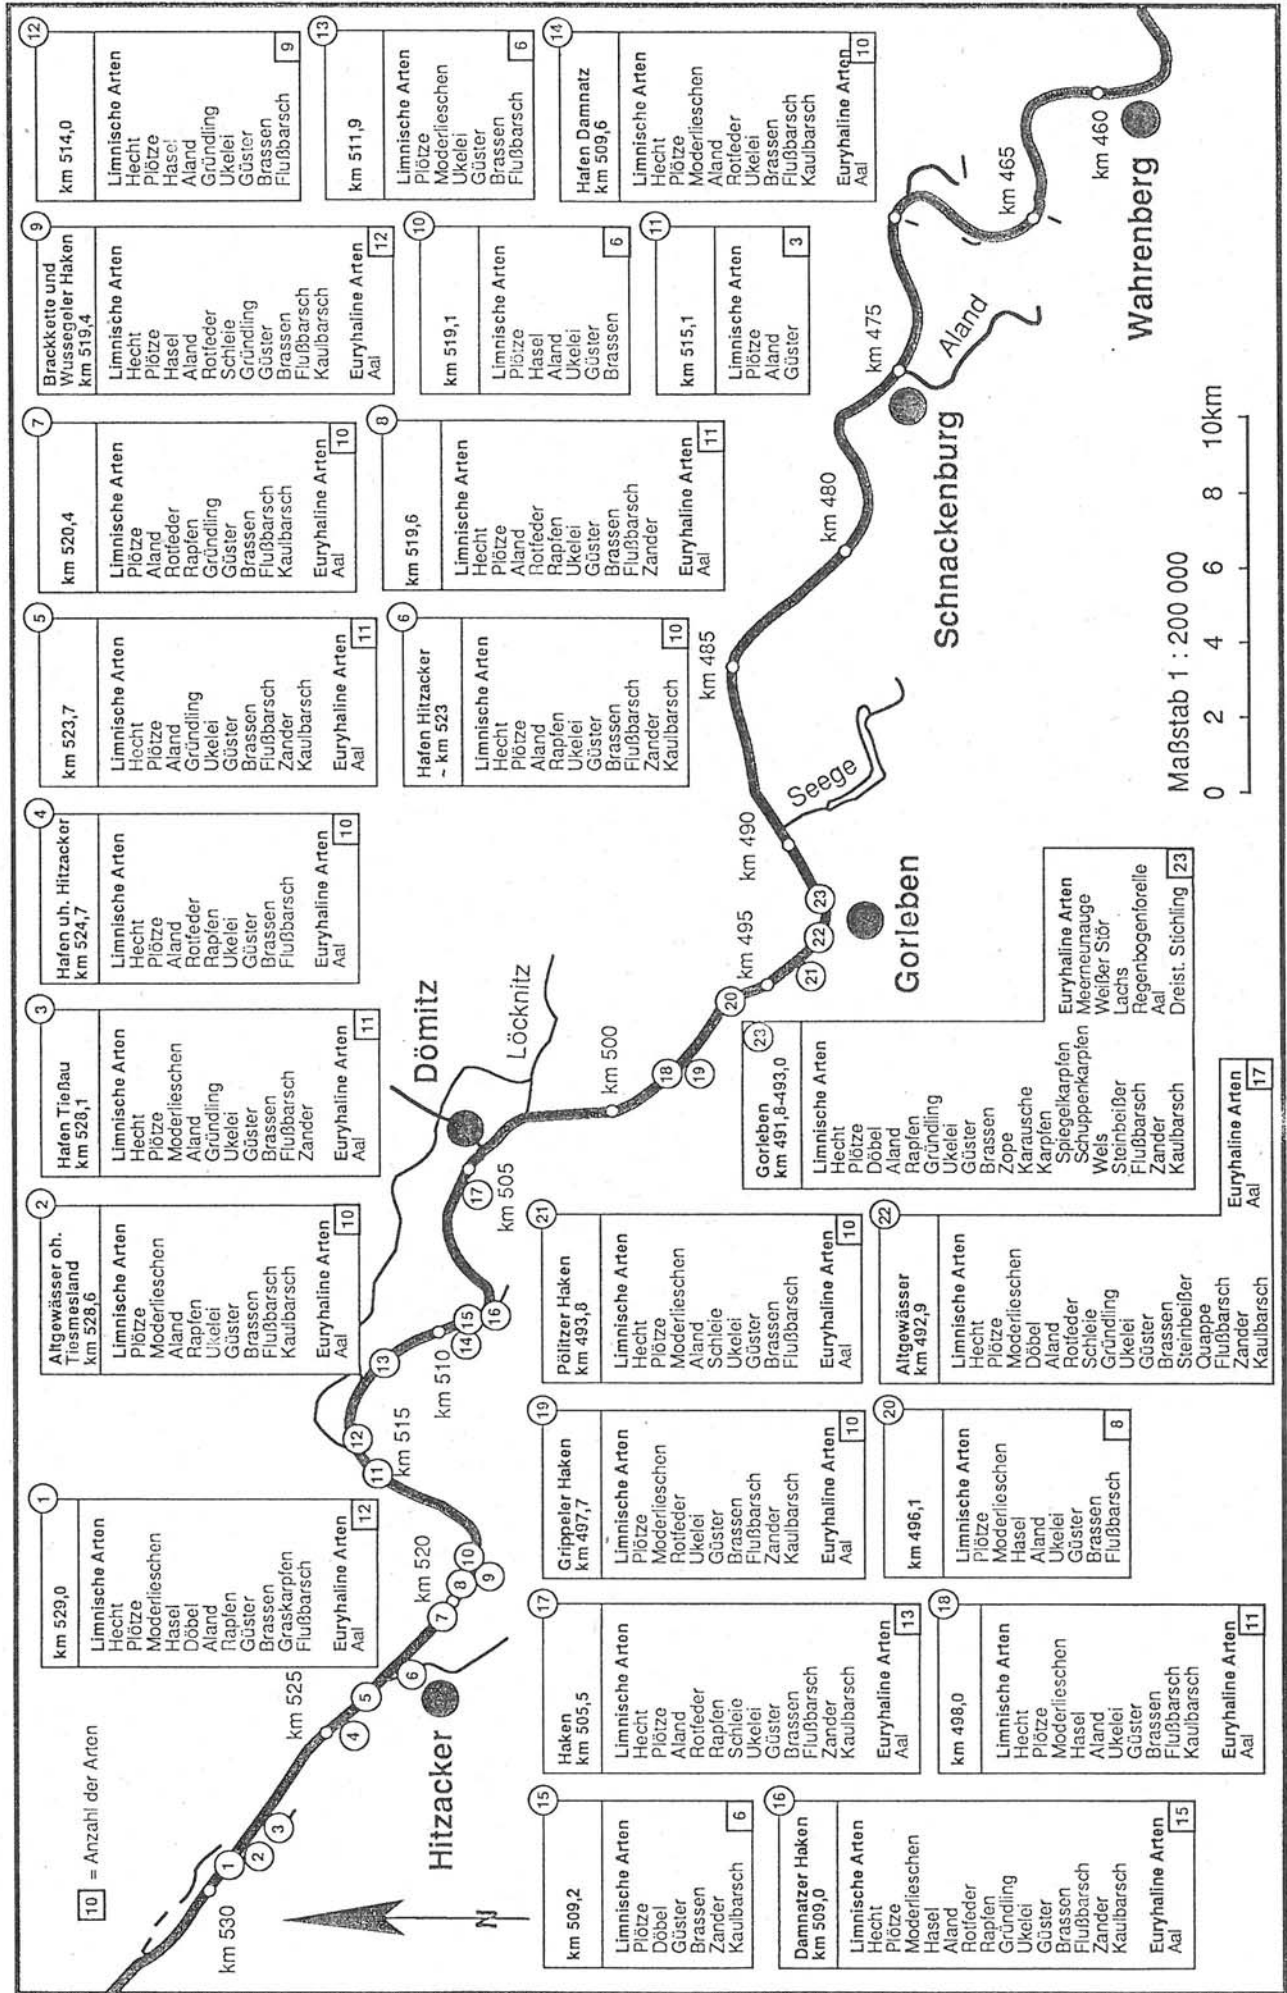 10 = Anzahl der Arten
1
km 529,0
Limnische Arten
Hecht
Plötze
Moderlieschen
Hasel
Döbel
Aland
Rapfen
Güster
Brassen
Graskarpfen
Flußbarsch
Euryhaline Arten
Aal
12
2
Altgewässer oh.
Tiesmesland
km 528,6
Limnische Arten
Plötze
Moderlieschen
Aland
Rapfen
Ukelei
Güster
Brassen
Flußbarsch
Kaulbarsch
Euryhaline Arten
Aal
10
3
Hafen Tießau
km 528,1
Limnische Arten
Hecht
Plötze
Moderlieschen
Aland
Gründling
Ukelei
Güster
Brassen
Flußbarsch
Zander
Euryhaline Arten
Aal
11
4
Hafen uh. Hitzacker
km 524,7
Limnische Arten
Hecht
Plötze
Aland
Rotfeder
Rapfen
Ukelei
Güster
Brassen
Flußbarsch
Euryhaline Arten
Aal
10
5
km 523,7
Limnische Arten
Hecht
Plötze
Aland
Gründling
Ukelei
Güster
Brassen
Flußbarsch
Zander
Kaulbarsch
Euryhaline Arten
Aal
11
6
Hafen Hitzacker
~ km 523
Limnische Arten
Hecht
Plötze
Aland
Rapfen
Ukelei
Güster
Brassen
Flußbarsch
Zander
Kaulbarsch
10
7
km 520,4
Limnische Arten
Plötze
Aland
Rotfeder
Rapfen
Gründling
Güster
Brassen
Flußbarsch
Kaulbarsch
Euryhaline Arten
Aal
10
8
km 519,6
Limnische Arten
Hecht
Plötze
Aland
Rotfeder
Rapfen
Ukelei
Güster
Brassen
Flußbarsch
Zander
Euryhaline Arten
Aal
11
9
Brackkette und
Wussegeler Haken
km 519,4
Limnische Arten
Hecht
Plötze
Hasel
Aland
Rotfeder
Schleie
Gründling
Güster
Brassen
Flußbarsch
Kaulbarsch
Euryhaline Arten
Aal
12
10
km 519,1
Limnische Arten
Plötze
Hasel
Aland
Ukelei
Güster
Brassen
6
11
km 515,1
Limnische Arten
Plötze
Aland
Güster
3
12
km 514,0
Limnische Arten
Hecht
Plötze
Hasel
Aland
Gründling
Ukelei
Güster
Brassen
Flußbarsch
9
13
km 511,9
Limnische Arten
Plötze
Moderlieschen
Ukelei
Güster
Brassen
Flußbarsch
6
14
Hafen Damnatz
km 509,6
Limnische Arten
Hecht
Plötze
Moderlieschen
Aland
Rotfeder
Ukelei
Brassen
Flußbarsch
Kaulbarsch
Euryhaline Arten
Aal
10
km 530
1
2
3
N
km 525
4
5
6
Hitzacker
7
8
9
10
km 520
11
12
km 515
13
km 510
14
15
16
17
km 505
Dömitz
Löcknitz
km 500
18
19
20
km 495
21
22
23
Gorleben
km 490
Seege
km 485
km 480
Schnackenburg
km 475
Aland
km 465
km 460
Wahrenberg
Maßstab 1 : 200 000
0 2 4 6 8 10km
15
km 509,2
Limnische Arten
Plötze
Döbel
Güster
Brassen
Zander
Kaulbarsch
6
16
Damnatzer Haken
km 509,0
Limnische Arten
Hecht
Plötze
Moderlieschen
Hasel
Aland
Rotfeder
Rapfen
Gründling
Ukelei
Güster
Brassen
Flußbarsch
Zander
Kaulbarsch
Euryhaline Arten
Aal
15
17
Haken
km 505,5
Limnische Arten
Hecht
Plötze
Aland
Rotfeder
Rapfen
Schleie
Ukelei
Güster
Brassen
Flußbarsch
Zander
Kaulbarsch
Euryhaline Arten
Aal
13
18
km 498,0
Limnische Arten
Hecht
Plötze
Moderlieschen
Hasel
Aland
Ukelei
Güster
Brassen
Flußbarsch
Kaulbarsch
Euryhaline Arten
Aal
11
19
Grippeler Haken
km 497,7
Limnische Arten
Plötze
Moderlieschen
Rotfeder
Ukelei
Güster
Brassen
Flußbarsch
Zander
Kaulbarsch
Euryhaline Arten
Aal
10
20
km 496,1
Limnische Arten
Plötze
Moderlieschen
Hasel
Aland
Ukelei
Güster
Brassen
Flußbarsch
8
21
Pölitzer Haken
km 493,8
Limnische Arten
Hecht
Plötze
Moderlieschen
Aland
Schleie
Ukelei
Güster
Brassen
Flußbarsch
Euryhaline Arten
Aal
10
22
Altgewässer
km 492,9
Limnische Arten
Hecht
Plötze
Moderlieschen
Döbel
Aland
Rotfeder
Schleie
Gründling
Ukelei
Güster
Brassen
Steinbeißer
Quappe
Flußbarsch
Zander
Kaulbarsch
Euryhaline Arten
Aal
17
23
Gorleben
km 491,8-493,0
Limnische Arten
Hecht
Plötze
Döbel
Aland
Rapfen
Gründling
Ukelei
Güster
Brassen
Zope
Karausche
Karpfen
Spiegelkarpfen
Schuppenkarpfen
Wels
Steinbeißer
Flußbarsch
Zander
Kaulbarsch
Euryhaline Arten
Meerneunauge
Weißer Stör
Lachs
Regenbogenforelle
Aal
Dreist. Stichling
23